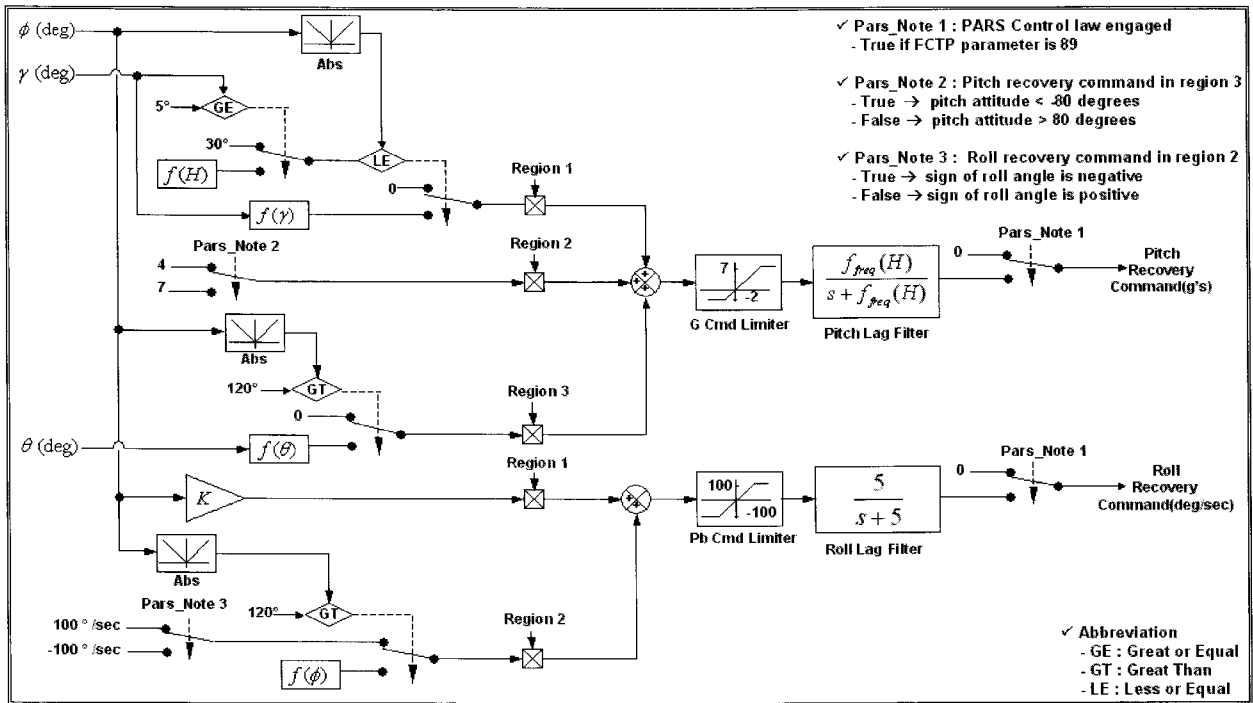 ϕ (deg)
γ (deg)
Abs
5°
GE
30°
f(H)
LE
0
f(γ)
Region 1
✓ Pars_Note 1 : PARS Control law engaged
- True if FCTP parameter is 89
✓ Pars_Note 2 : Pitch recovery command in region 3
- True → pitch attitude < -80 degrees
- False → pitch attitude > 80 degrees
✓ Pars_Note 3 : Roll recovery command in region 2
- True → sign of roll angle is negative
- False → sign of roll angle is positive
Pars_Note 2
4
7
Region 2
7
-2
G Cmd Limiter
f_freq(H)
s + f_freq(H)
Pitch Lag Filter
0
Pars_Note 1
Pitch
Recovery
Command(g's)
Abs
120°
GT
0
Region 3
θ (deg)
f(θ)
K
Region 1
100
-100
Pb Cmd Limiter
5
s + 5
Roll Lag Filter
0
Pars_Note 1
Roll
Recovery
Command(deg/sec)
Abs
Pars_Note 3
100 ° /sec
-100 ° /sec
120°
GT
f(ϕ)
Region 2
✓ Abbreviation
- GE : Great or Equal
- GT : Great Than
- LE : Less or Equal